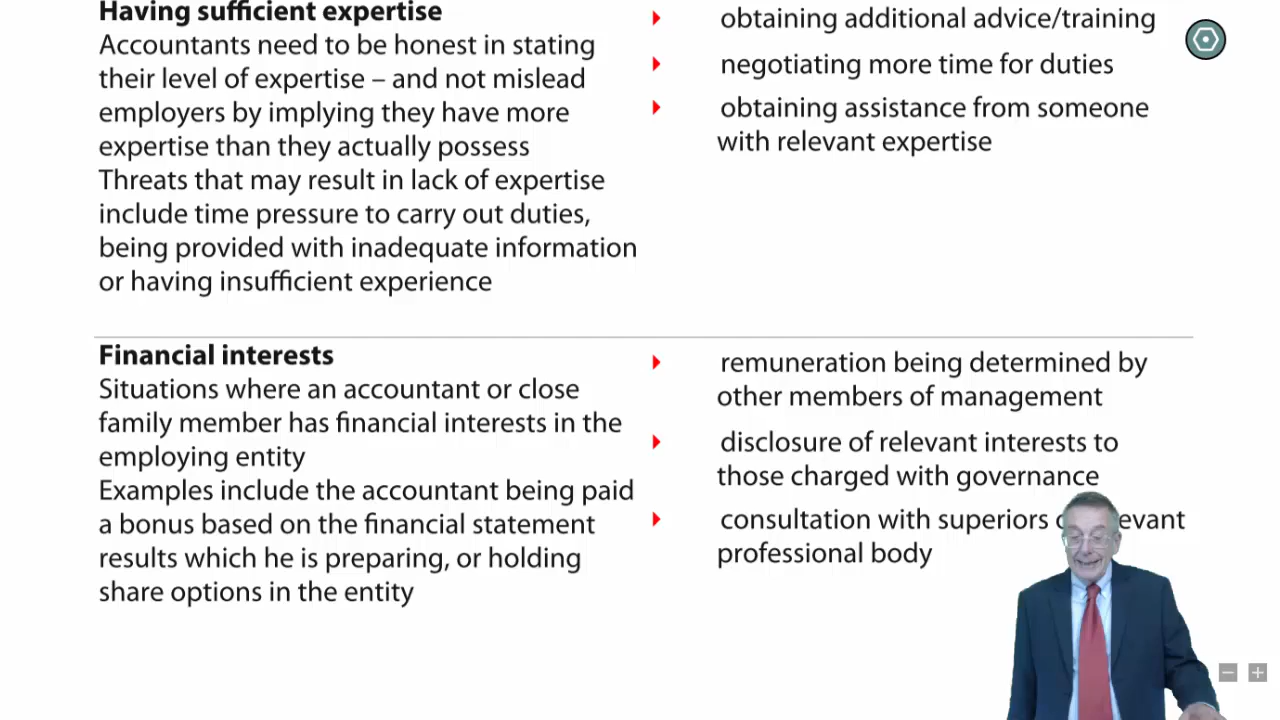 Having sufficient expertise
Accountants need to be honest in stating
their level of expertise – and not mislead
employers by implying they have more
expertise than they actually possess
Threats that may result in lack of expertise
include time pressure to carry out duties,
being provided with inadequate information
or having insufficient experience
obtaining additional advice/training
negotiating more time for duties
obtaining assistance from someone
with relevant expertise
Financial interests
Situations where an accountant or close
family member has financial interests in the
employing entity
Examples include the accountant being paid
a bonus based on the financial statement
results which he is preparing, or holding
share options in the entity
remuneration being determined by
other members of management
disclosure of relevant interests to
those charged with governance
consultation with superiors
professional body